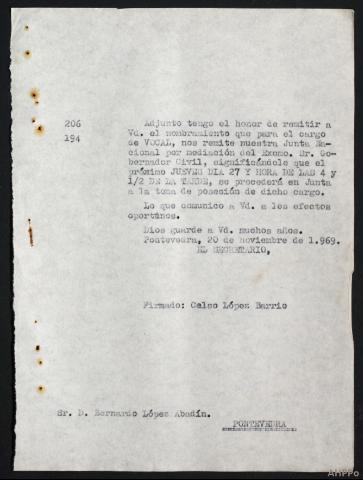 206
194
Adjunto tengo el honor de remitir a
Vd. el nombramiento que para el cargo
de VOCAL, nos remite nuestra Junta Na-
cional por mediación del Excmo. Sr. Go-
bernador Civil, significándole que el
próximo JUEVES DIA 27 Y HORA DE LAS 4 y
1/2 DE LA TARDE, se procederá en Junta
a la toma de posesión de dicho cargo.
Lo que comunico a Vd. a los efectos
oportunos.
Dios guarde a Vd. muchos años.
Pontevedra, 20 de noviembre de 1.969.
EL SECRETARIO,
Firmado: Celso López Barrio
Sr. D. Bernardo López Abadín.
PONTEVEDRA
AHPPo